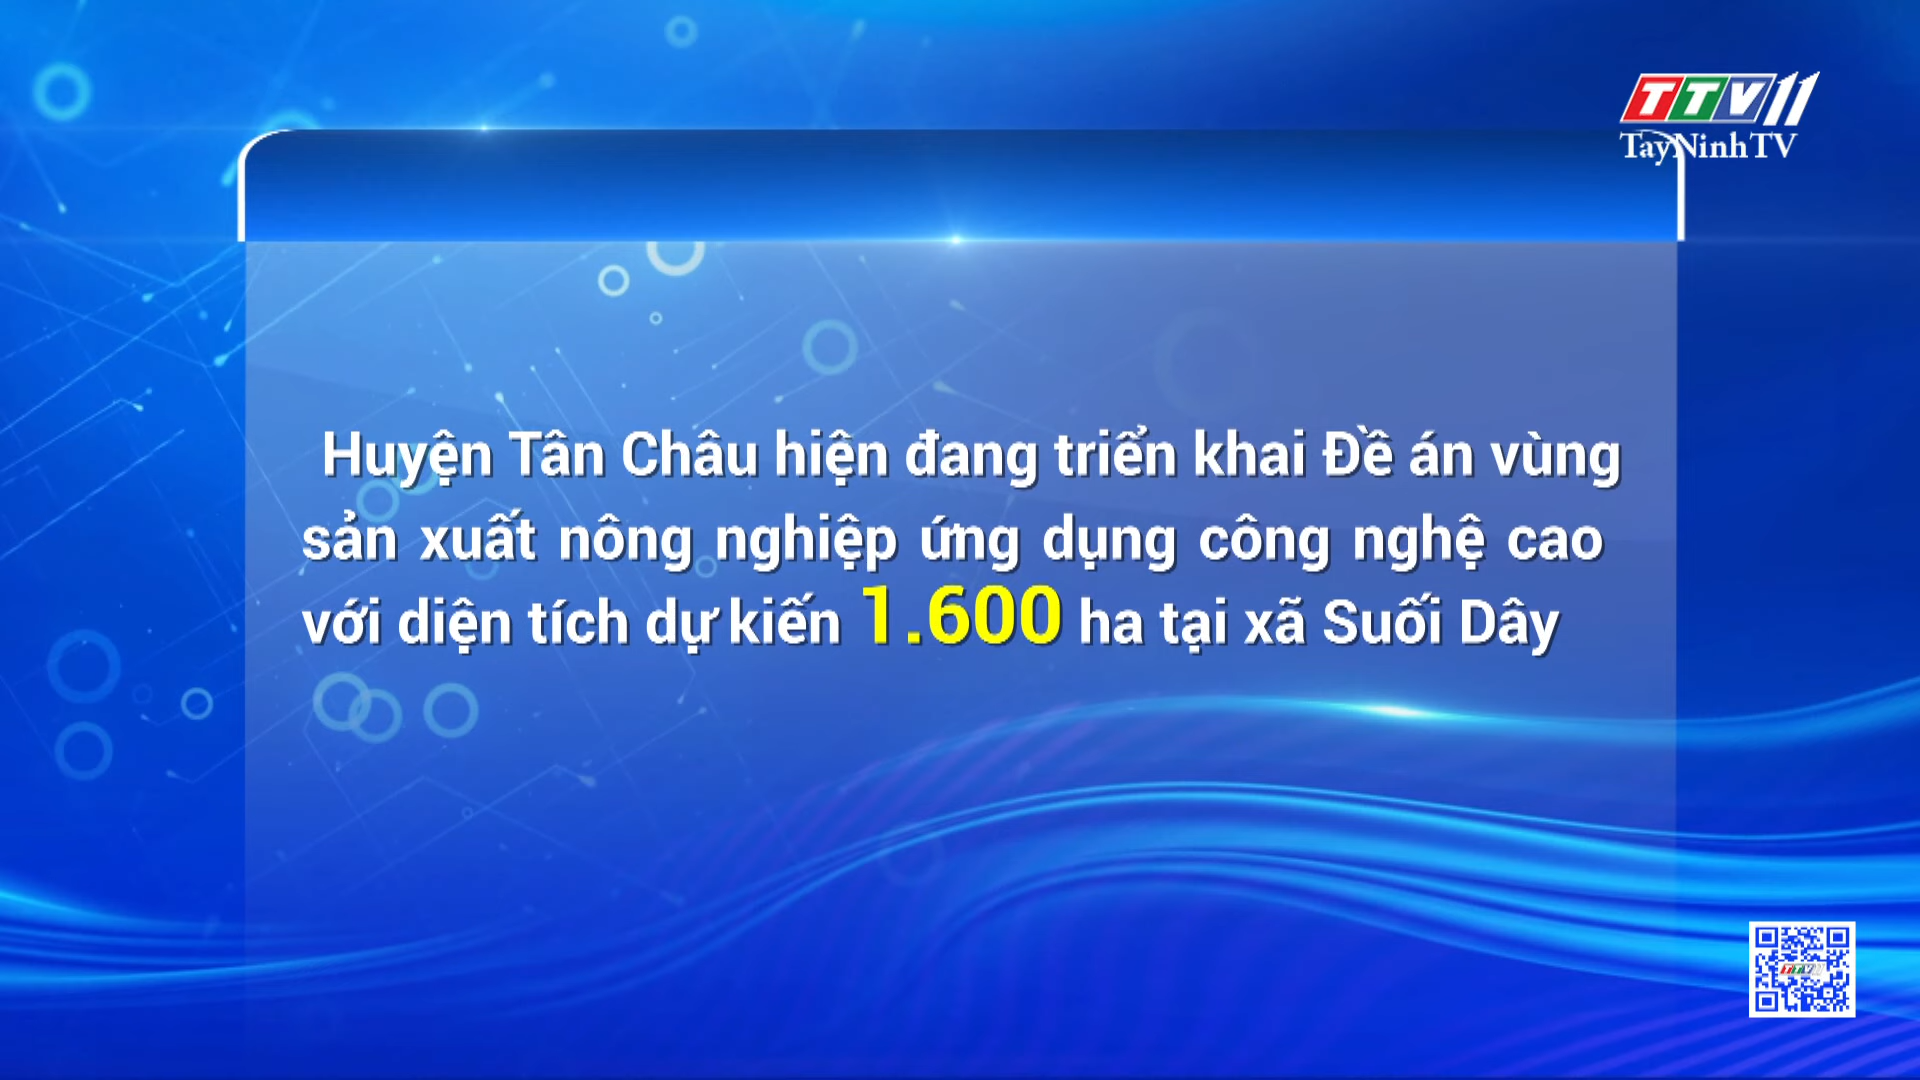 TTV11
TayNinhTV
Huyện Tân Châu hiện đang triển khai Đề án vùng
sản xuất nông nghiệp ứng dụng công nghệ cao
với diện tích dự kiến 1.600 ha tại xã Suối Dây
TTV11